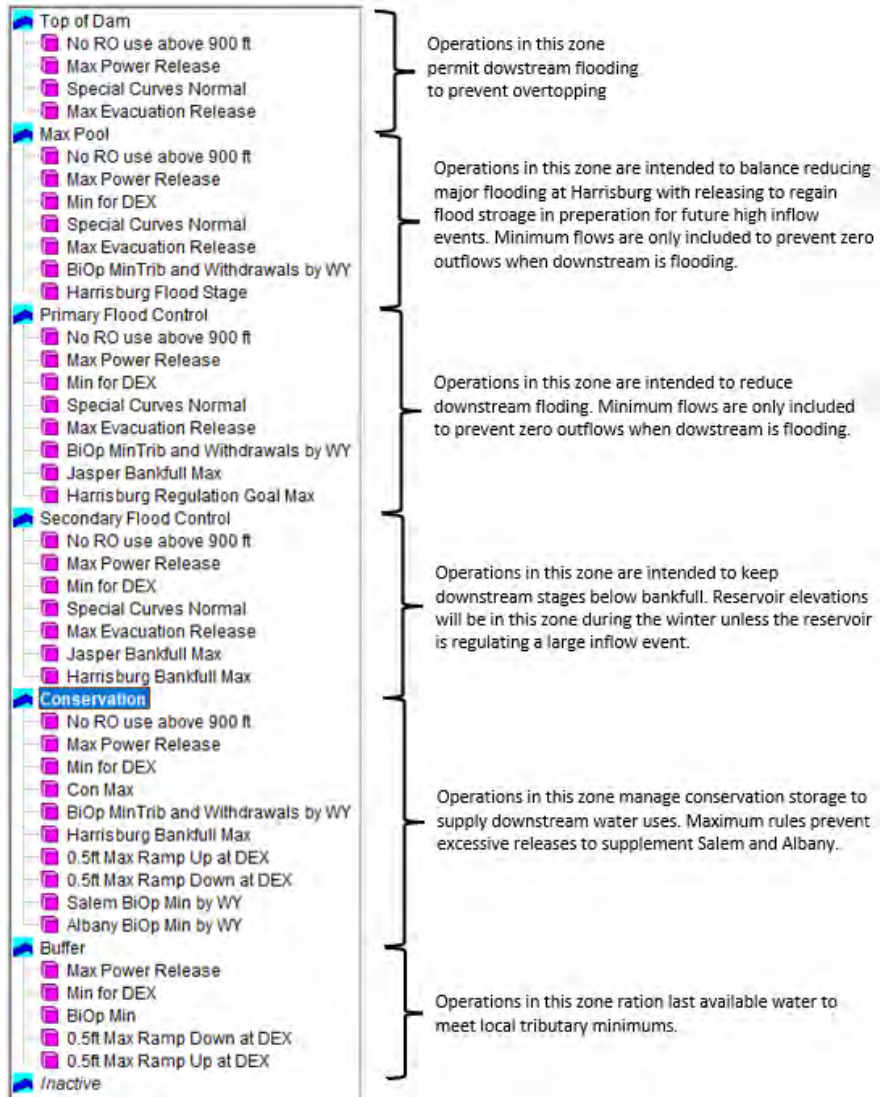 Top of Dam
No RO use above 900 ft
Max Power Release
Special Curves Normal
Max Evacuation Release
Operations in this zone
permit dowstream flooding
to prevent overtopping
Max Pool
No RO use above 900 ft
Max Power Release
Min for DEX
Special Curves Normal
Max Evacuation Release
BiOp MinTrib and Withdrawals by WY
Harrisburg Flood Stage
Operations in this zone are intended to balance reducing
major flooding at Harrisburg with releasing to regain
flood stroage in preperation for future high inflow
events. Minimum flows are only included to prevent zero
outflows when downstream is flooding.
Primary Flood Control
No RO use above 900 ft
Max Power Release
Min for DEX
Special Curves Normal
Max Evacuation Release
BiOp MinTrib and Withdrawals by WY
Jasper Bankfull Max
Harrisburg Regulation Goal Max
Operations in this zone are intended to reduce
downstream floding. Minimum flows are only included
to prevent zero outflows when dowstream is flooding.
Secondary Flood Control
No RO use above 900 ft
Max Power Release
Min for DEX
Special Curves Normal
Max Evacuation Release
Jasper Bankfull Max
Harrisburg Bankfull Max
Operations in this zone are intended to keep
downstream stages below bankfull. Reservoir elevations
will be in this zone during the winter unless the reservoir
is regulating a large inflow event.
Conservation
No RO use above 900 ft
Max Power Release
Min for DEX
Con Max
BiOp MinTrib and Withdrawals by WY
Harrisburg Bankfull Max
0.5ft Max Ramp Up at DEX
0.5ft Max Ramp Down at DEX
Salem BiOp Min by WY
Albany BiOp Min by WY
Operations in this zone manage conservation storage to
supply downstream water uses. Maximum rules prevent
excessive releases to supplement Salem and Albany.
Buffer
Max Power Release
Min for DEX
BiOp Min
0.5ft Max Ramp Down at DEX
0.5ft Max Ramp Up at DEX
Operations in this zone ration last available water to
meet local tributary minimums.
Inactive